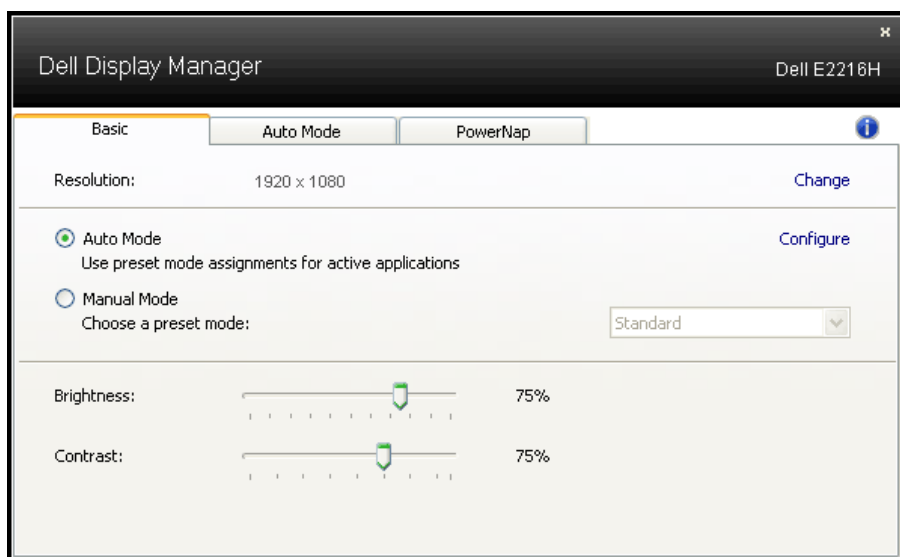 x
Dell Display Manager Dell E2216H
Basic Auto Mode PowerNap i
Resolution: 1920 x 1080 Change
Auto Mode Configure
Use preset mode assignments for active applications
Manual Mode
Choose a preset mode: Standard
Brightness: 75%
Contrast: 75%